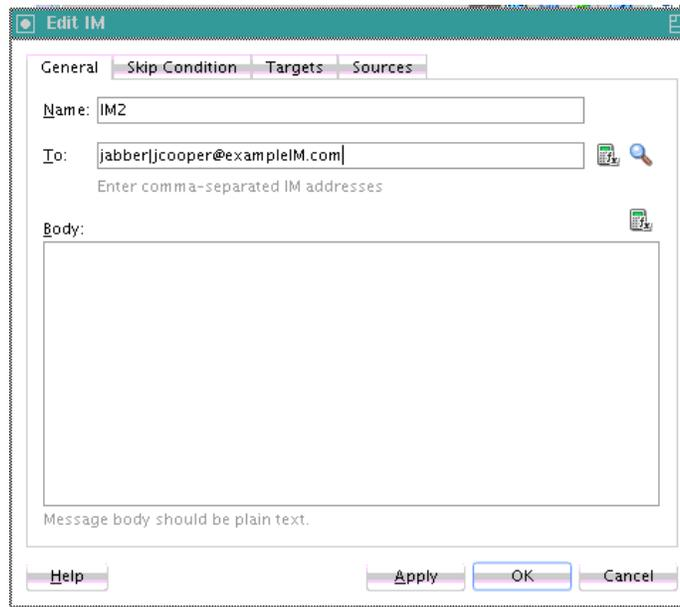 Edit IM
General Skip Condition Targets Sources
Name: IM2
To: jabber|jcooper@exampleIM.com
Enter comma-separated IM addresses
Body:
Message body should be plain text.
Help Apply OK Cancel